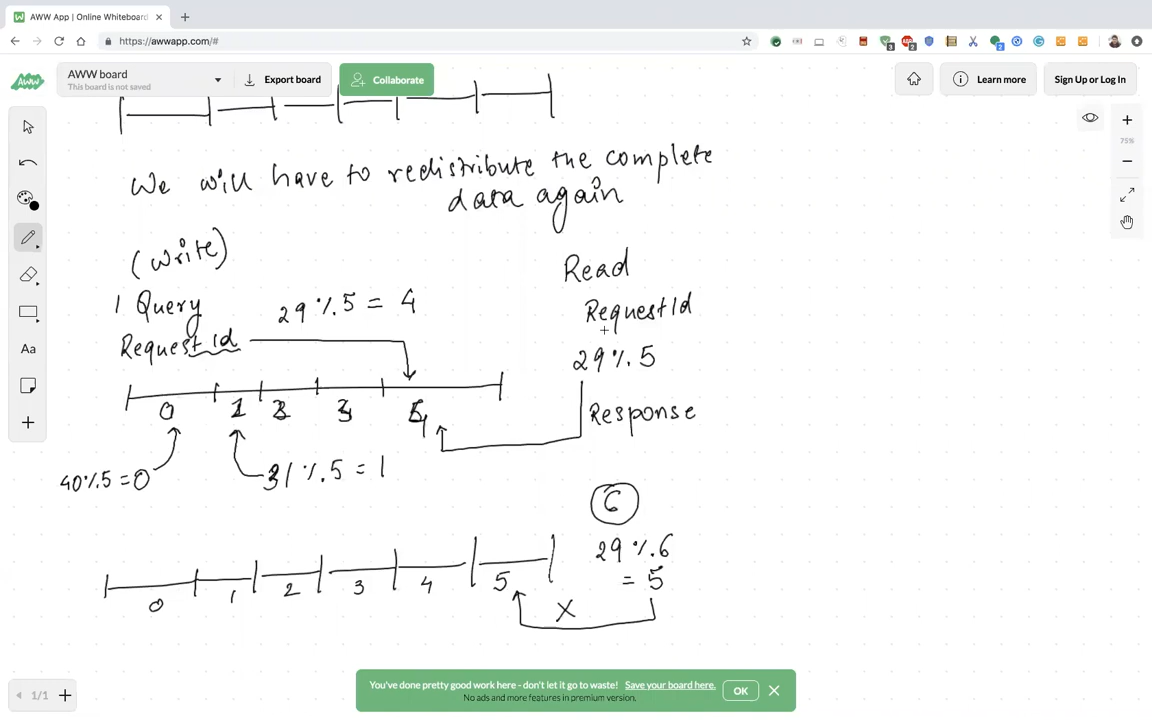 AWW App | Online Whiteboard
https://awwapp.com/#
AWW board
This board is not saved
Export board
Collaborate
Learn more
Sign Up or Log In
75%
We will have to redistribute the complete
data again
(Write)
1 Query
Request id
29 % 5 = 4
0 1 2 3 4
40 % 5 = 0
31 % 5 = 1
Read
RequestId
29 % 5
Response
6
29 % 6
= 5
0 1 2 3 4 5
X
Aa
1/1
You've done pretty good work here - don't let it go to waste! Save your board here.
No ads and more features in premium version.
OK